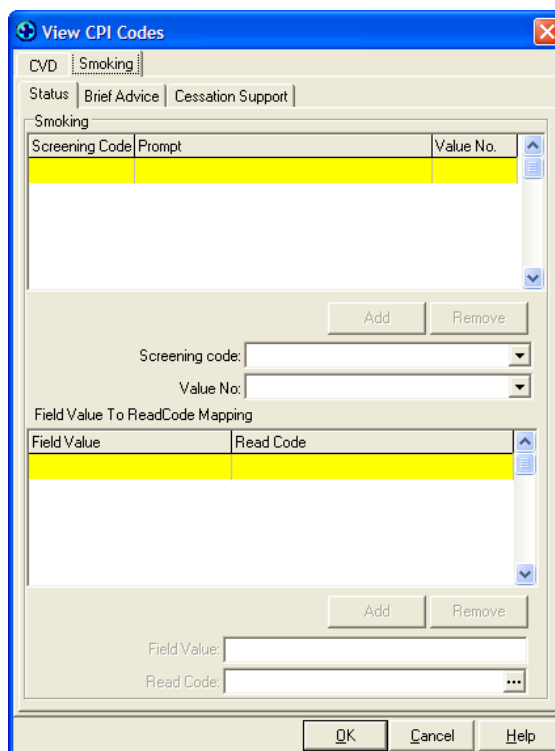 View CPI Codes
CVD Smoking
Status Brief Advice Cessation Support
Smoking
Screening Code Prompt Value No.
Add Remove
Screening code:
Value No:
Field Value To ReadCode Mapping
Field Value Read Code
Add Remove
Field Value:
Read Code: ...
OK Cancel Help